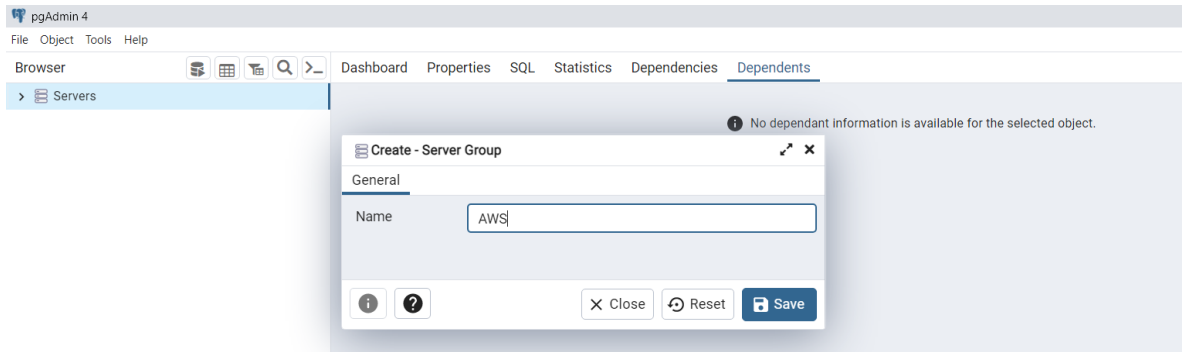 pgAdmin 4
File Object Tools Help
Browser
Dashboard Properties SQL Statistics Dependencies Dependents
Servers
No dependant information is available for the selected object.
Create - Server Group
General
Name AWS
Close Reset Save